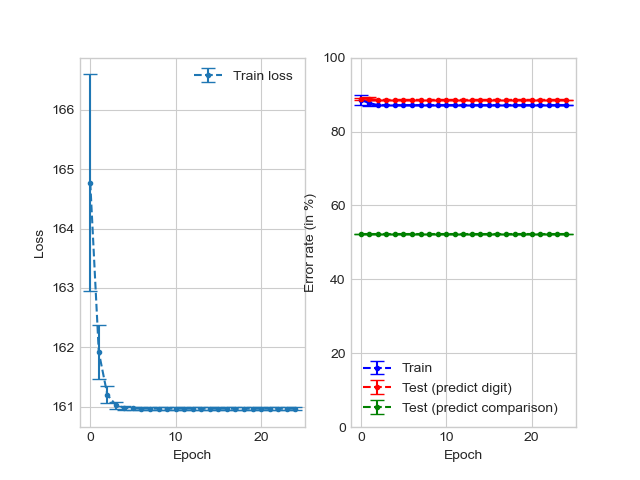 Train loss
166
165
164
163
162
161
Loss
0
10
20
Epoch
100
80
60
40
20
0
Error rate (in %)
Train
Test (predict digit)
Test (predict comparison)
0
10
20
Epoch